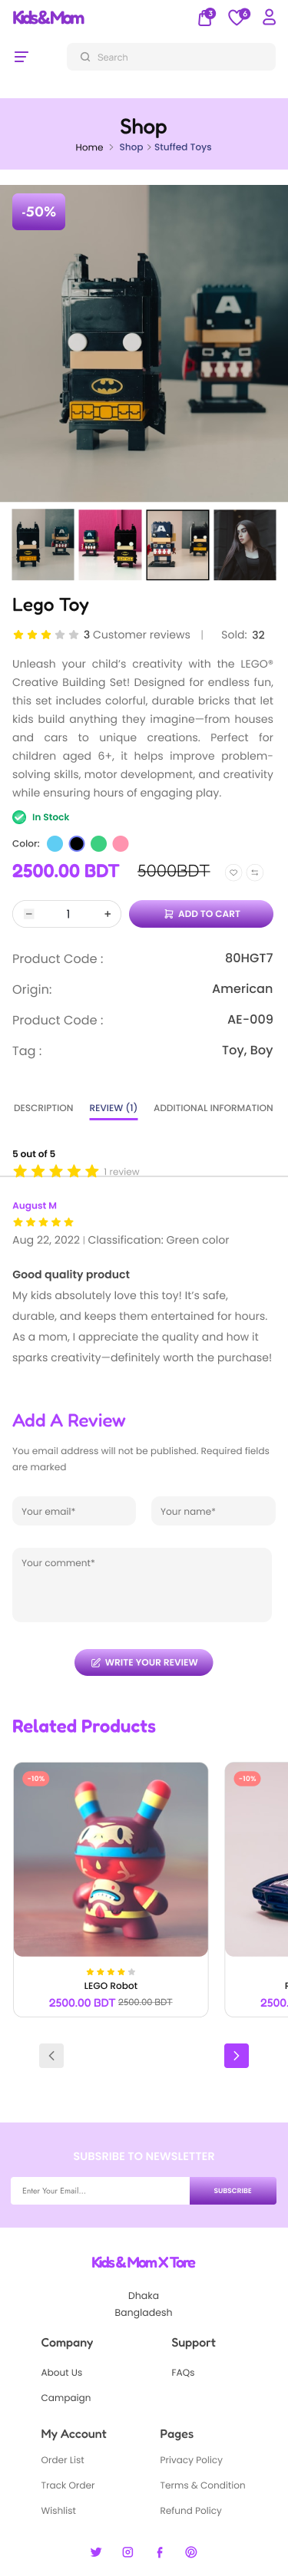 Kids&Mom
3
6
Search
Shop
Home > Shop > Stuffed Toys
-50%
Lego Toy
3 Customer reviews | Sold: 32
Unleash your child's creativity with the LEGO®
Creative Building Set! Designed for endless fun,
this set includes colorful, durable bricks that let
kids build anything they imagine—from houses
and cars to unique creations. Perfect for
children aged 6+, it helps improve problem-
solving skills, motor development, and creativity
while ensuring hours of engaging play.
In Stock
Color:
2500.00 BDT 5000BDT
− 1 + ADD TO CART
Product Code : 80HGT7
Origin: American
Product Code : AE-009
Tag : Toy, Boy
DESCRIPTION REVIEW (1) ADDITIONAL INFORMATION
5 out of 5
1 review
August M
Aug 22, 2022 | Classification: Green color
Good quality product
My kids absolutely love this toy! It's safe,
durable, and keeps them entertained for hours.
As a mom, I appreciate the quality and how it
sparks creativity—definitely worth the purchase!
Add A Review
You email address will not be published. Required fields
are marked
Your email* Your name*
Your comment*
WRITE YOUR REVIEW
Related Products
-10% -10%
LEGO Robot
2500.00 BDT 2500.00 BDT 2500.
SUBSRIBE TO NEWSLETTER
Enter Your Email... SUBSCRIBE
Kids & Mom X Tore
Dhaka
Bangladesh
Company Support
About Us FAQs
Campaign
My Account Pages
Order List Privacy Policy
Track Order Terms & Condition
Wishlist Refund Policy